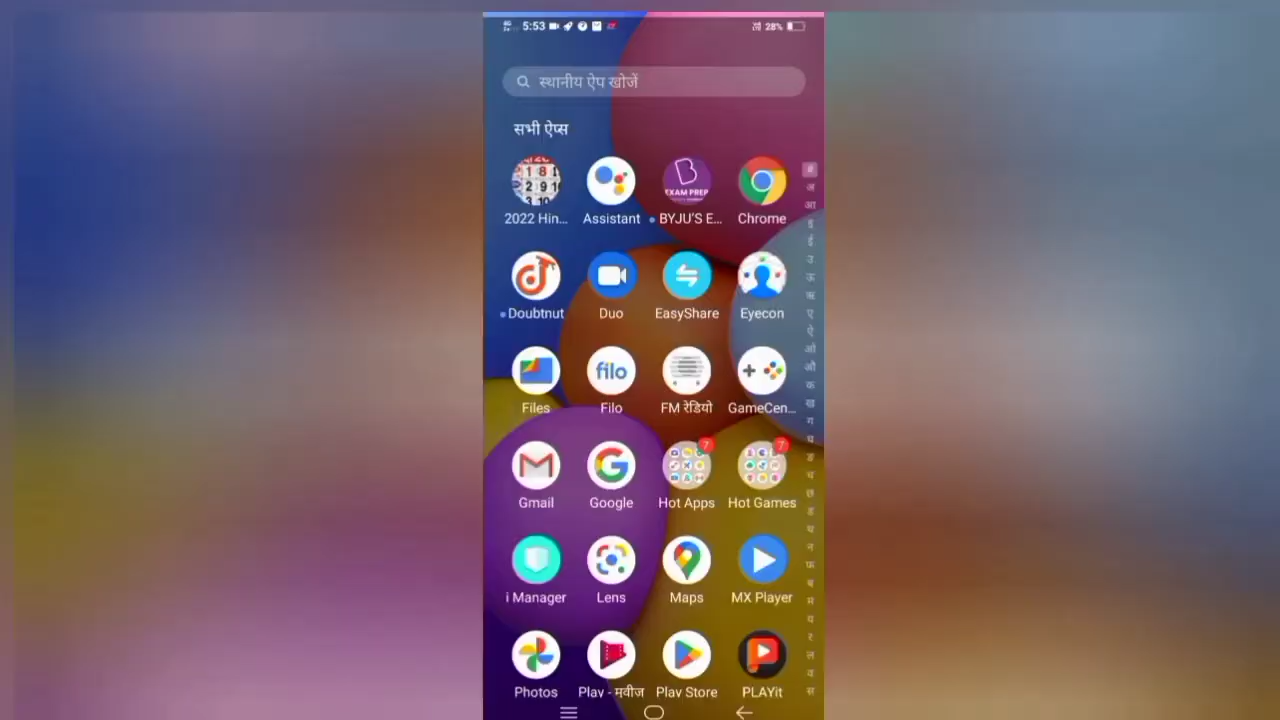 5:53 28%
स्थानीय ऐप खोजें
सभी ऐप्स
2022 Hin... Assistant BYJU'S E... Chrome
Doubtnut Duo EasyShare Eyecon
Files Filo FM रेडियो GameCen...
Gmail Google Hot Apps Hot Games
i Manager Lens Maps MX Player
Photos Play - मवीज़ Play Store PLAYit